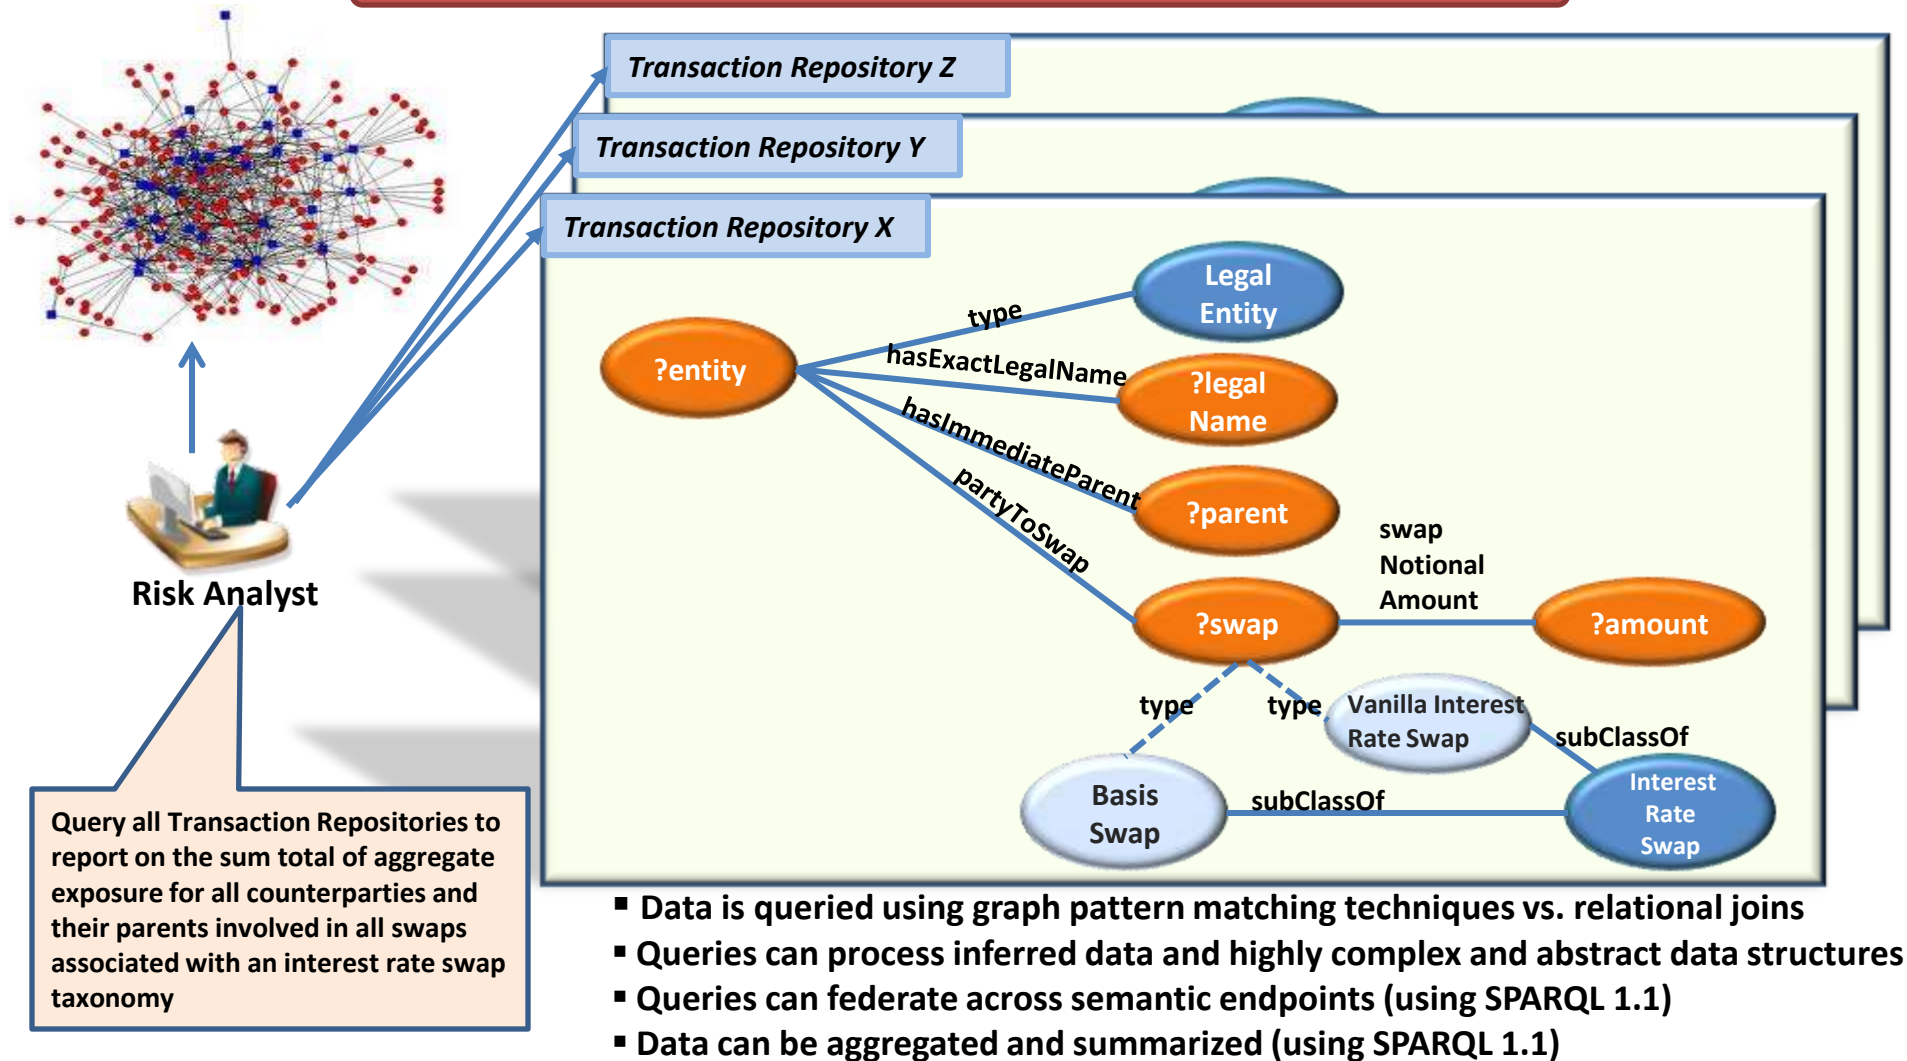 Transaction Repository Z
Transaction Repository Y
Transaction Repository X
Legal
Entity
type
?entity
hasExactLegalName
?legal
Name
hasImmediateParent
?parent
partyToSwap
swap
Notional
Amount
?swap
?amount
type
type
Vanilla Interest
Rate Swap
subClassOf
Basis
Swap
subClassOf
Interest
Rate
Swap
Risk Analyst
Query all Transaction Repositories to
report on the sum total of aggregate
exposure for all counterparties and
their parents involved in all swaps
associated with an interest rate swap
taxonomy
▪ Data is queried using graph pattern matching techniques vs. relational joins
▪ Queries can process inferred data and highly complex and abstract data structures
▪ Queries can federate across semantic endpoints (using SPARQL 1.1)
▪ Data can be aggregated and summarized (using SPARQL 1.1)